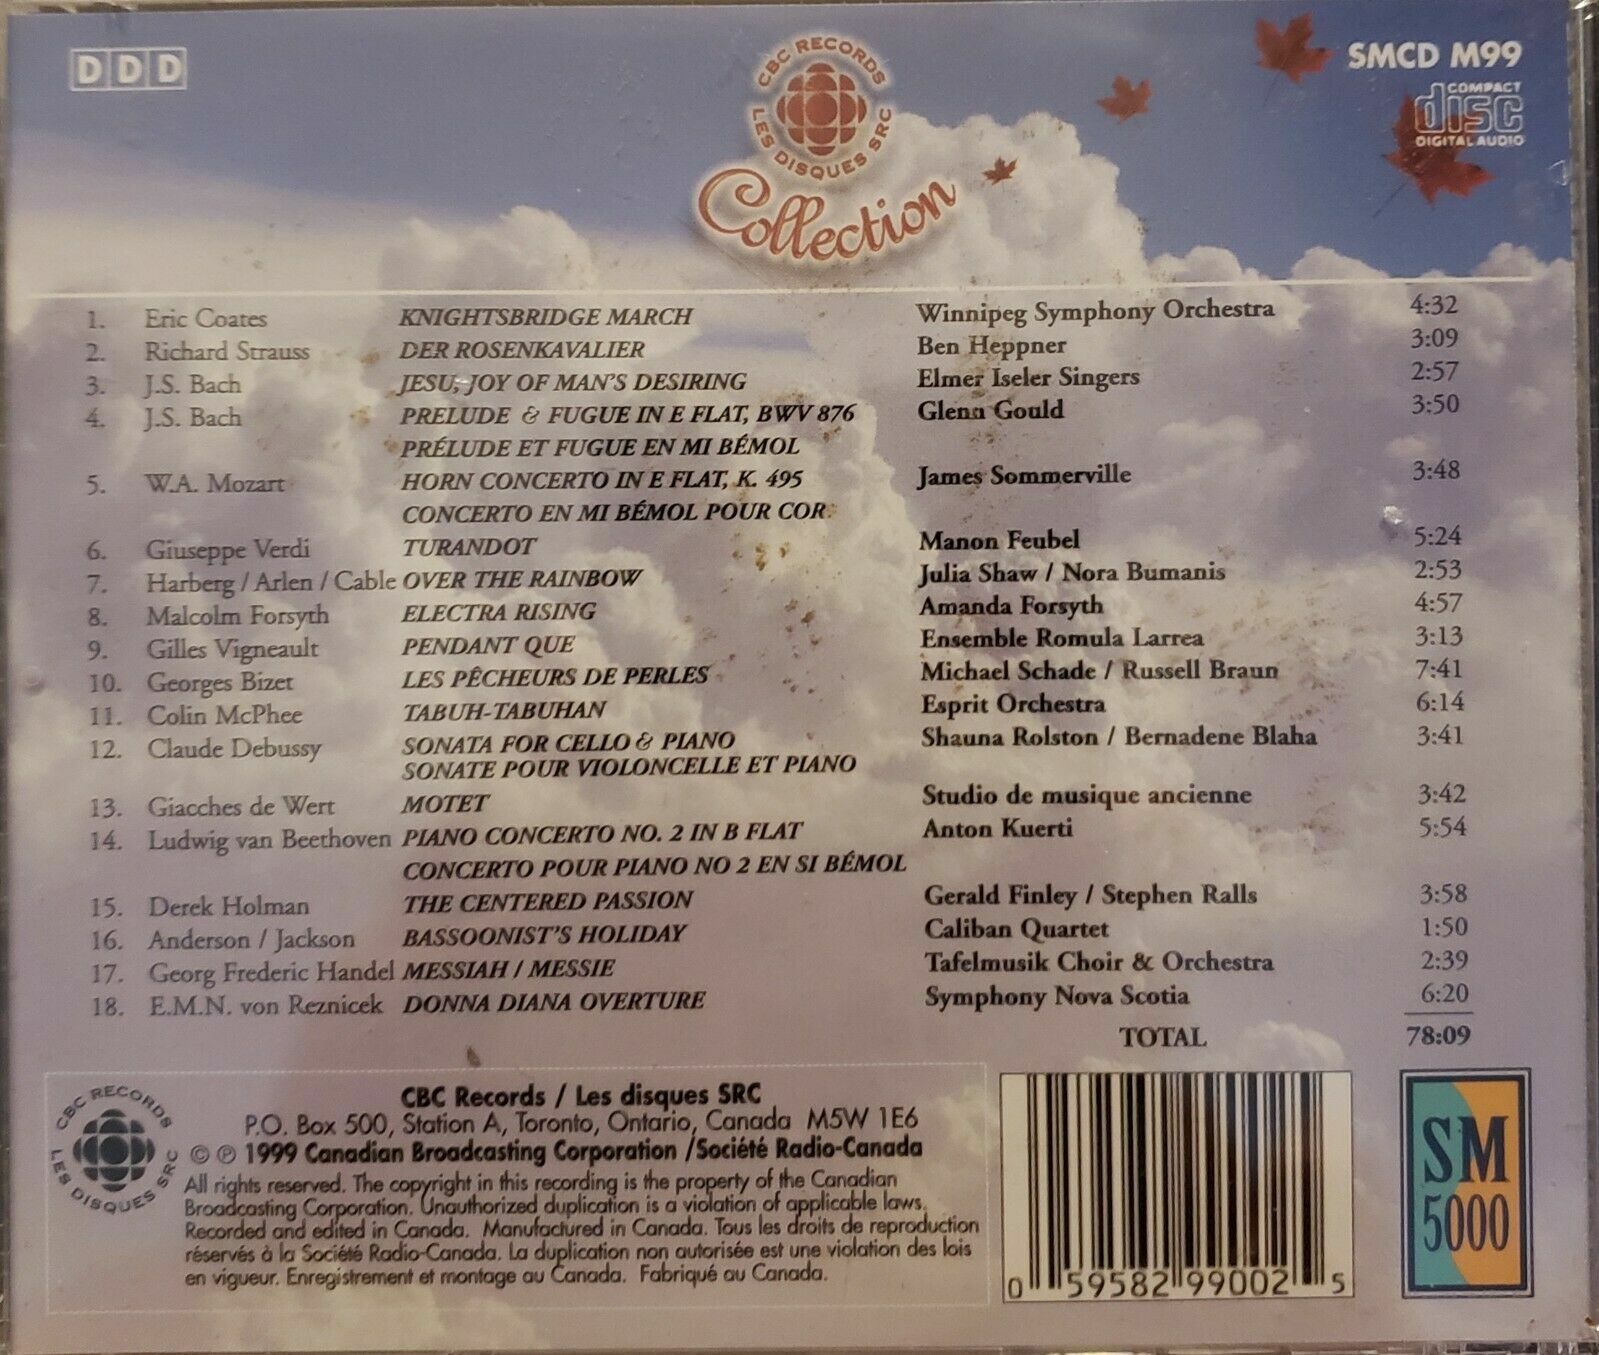 DDD
CBC RECORDS
LES DISQUES SRC
Collection
SMCD M99
COMPACT
disc
DIGITAL AUDIO
1. Eric Coates KNIGHTSBRIDGE MARCH Winnipeg Symphony Orchestra 4:32
2. Richard Strauss DER ROSENKAVALIER Ben Heppner 3:09
3. J.S. Bach JESU, JOY OF MAN'S DESIRING Elmer Iseler Singers 2:57
4. J.S. Bach PRELUDE & FUGUE IN E FLAT, BWV 876 Glenn Gould 3:50
PRÉLUDE ET FUGUE EN MI BÉMOL
5. W.A. Mozart HORN CONCERTO IN E FLAT, K. 495 James Sommerville 3:48
CONCERTO EN MI BÉMOL POUR COR
6. Giuseppe Verdi TURANDOT Manon Feubel 5:24
7. Harberg / Arlen / Cable OVER THE RAINBOW Julia Shaw / Nora Bumanis 2:53
8. Malcolm Forsyth ELECTRA RISING Amanda Forsyth 4:57
9. Gilles Vigneault PENDANT QUE Ensemble Romula Larrea 3:13
10. Georges Bizet LES PÊCHEURS DE PERLES Michael Schade / Russell Braun 7:41
11. Colin McPhee TABUH-TABUHAN Esprit Orchestra 6:14
12. Claude Debussy SONATA FOR CELLO & PIANO Shauna Rolston / Bernadene Blaha 3:41
SONATE POUR VIOLONCELLE ET PIANO
13. Giacches de Wert MOTET Studio de musique ancienne 3:42
14. Ludwig van Beethoven PIANO CONCERTO NO. 2 IN B FLAT Anton Kuerti 5:54
CONCERTO POUR PIANO NO 2 EN SI BÉMOL
15. Derek Holman THE CENTERED PASSION Gerald Finley / Stephen Ralls 3:58
16. Anderson / Jackson BASSOONIST'S HOLIDAY Caliban Quartet 1:50
17. Georg Frederic Handel MESSIAH / MESSIE Tafelmusik Choir & Orchestra 2:39
18. E.M.N. von Reznicek DONNA DIANA OVERTURE Symphony Nova Scotia 6:20
TOTAL 78:09
CBC RECORDS
LES DISQUES SRC
CBC Records / Les disques SRC
P.O. Box 500, Station A, Toronto, Ontario, Canada M5W 1E6
© ℗ 1999 Canadian Broadcasting Corporation /Société Radio-Canada
All rights reserved. The copyright in this recording is the property of the Canadian
Broadcasting Corporation. Unauthorized duplication is a violation of applicable laws.
Recorded and edited in Canada. Manufactured in Canada. Tous les droits de reproduction
réservés à la Société Radio-Canada. La duplication non autorisée est une violation des lois
en vigueur. Enregistrement et montage au Canada. Fabriqué au Canada.
0 59582 99002 5
SM
5000